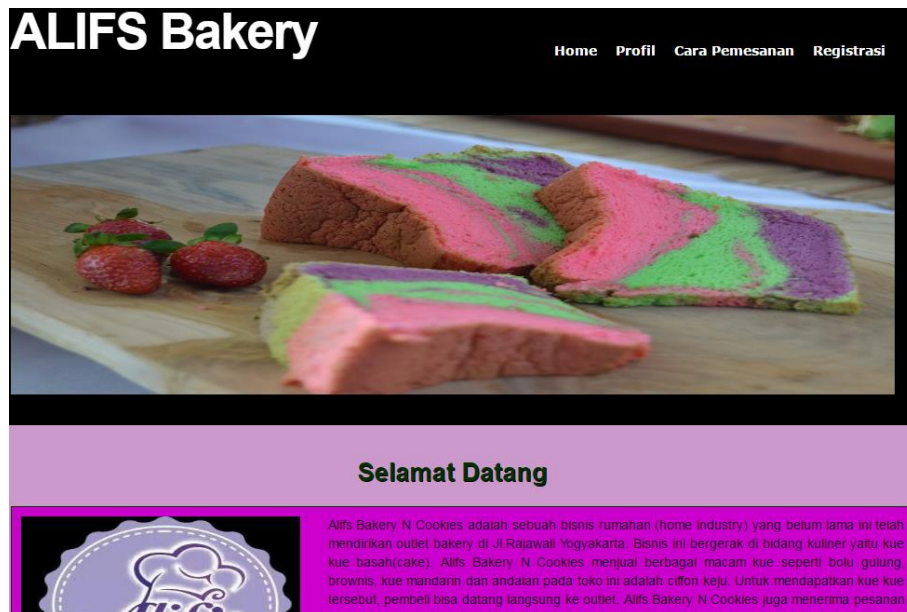 ALIFS Bakery
Home Profil Cara Pemesanan Registrasi
Selamat Datang
Alifs Bakery N Cookies adalah sebuah bisnis rumahan (home industry) yang belum lama ini telah
mendirikan outlet bakery di Jl.Rajawali Yogyakarta. Bisnis ini bergerak di bidang kuliner yaitu kue
kue basah(cake). Alifs Bakery N Cookies menjual berbagai macam kue seperti bolu gulung,
brownis, kue mandarin dan andalan pada toko ini adalah ciffon keju. Untuk mendapatkan kue kue
tersebut, pembeli bisa datang langsung ke outlet. Alifs Bakery N Cookies juga menerima pesanan